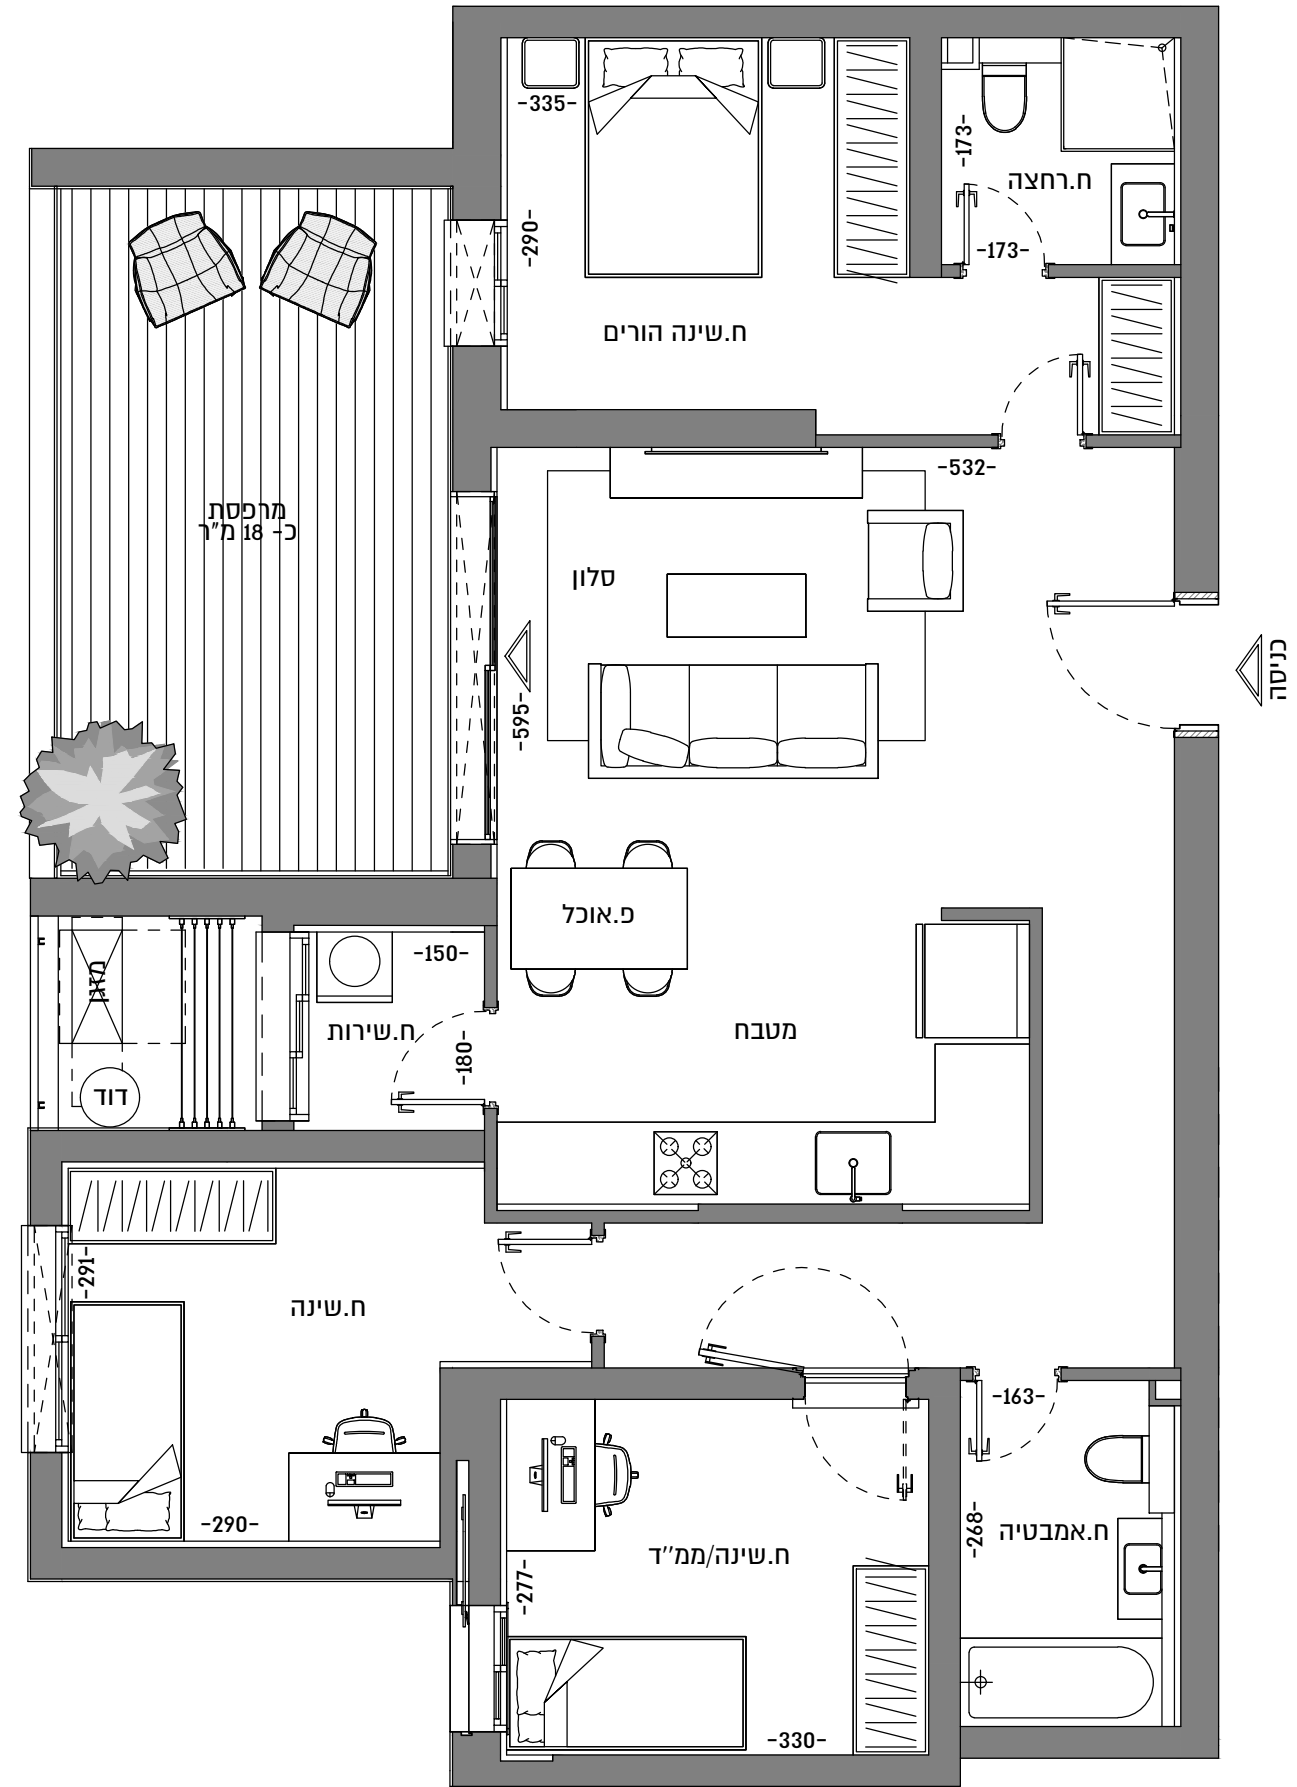 -335-
-173-
ח.רחצה
-290-
-173-
ח.שינה הורים
-532-
מרפסת
כ- 18 מ"ר
סלון
כניסה
-595-
פ.אוכל
-150-
מזגן
ח.שירות
מטבח
-180-
דוד
-291-
ח.שינה
-163-
-290-
-268-
ח.אמבטיה
ח.שינה/ממ''ד
-277-
-330-